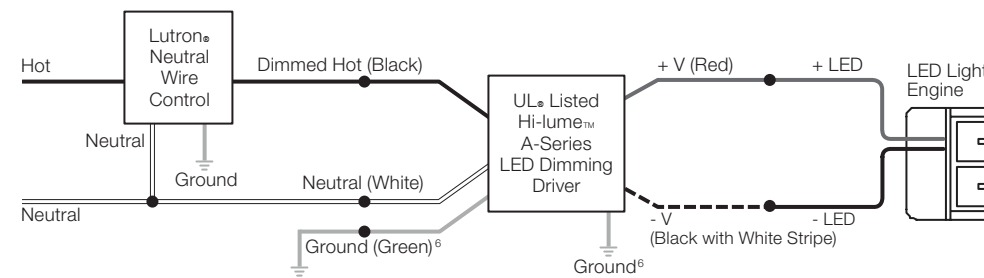 Hot
Lutron®
Neutral
Wire
Control
Dimmed Hot (Black)
Neutral
Ground
Neutral
Neutral (White)
Ground (Green)⁶
UL® Listed
Hi-lume™
A-Series
LED Dimming
Driver
Ground⁶
+ V (Red)
+ LED
LED Light
Engine
- V
(Black with White Stripe)
- LED